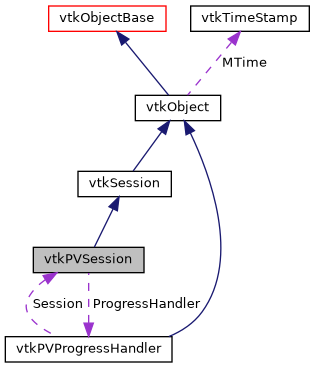 vtkObjectBase
vtkTimeStamp
MTime
vtkObject
vtkSession
vtkPVSession
Session
ProgressHandler
vtkPVProgressHandler